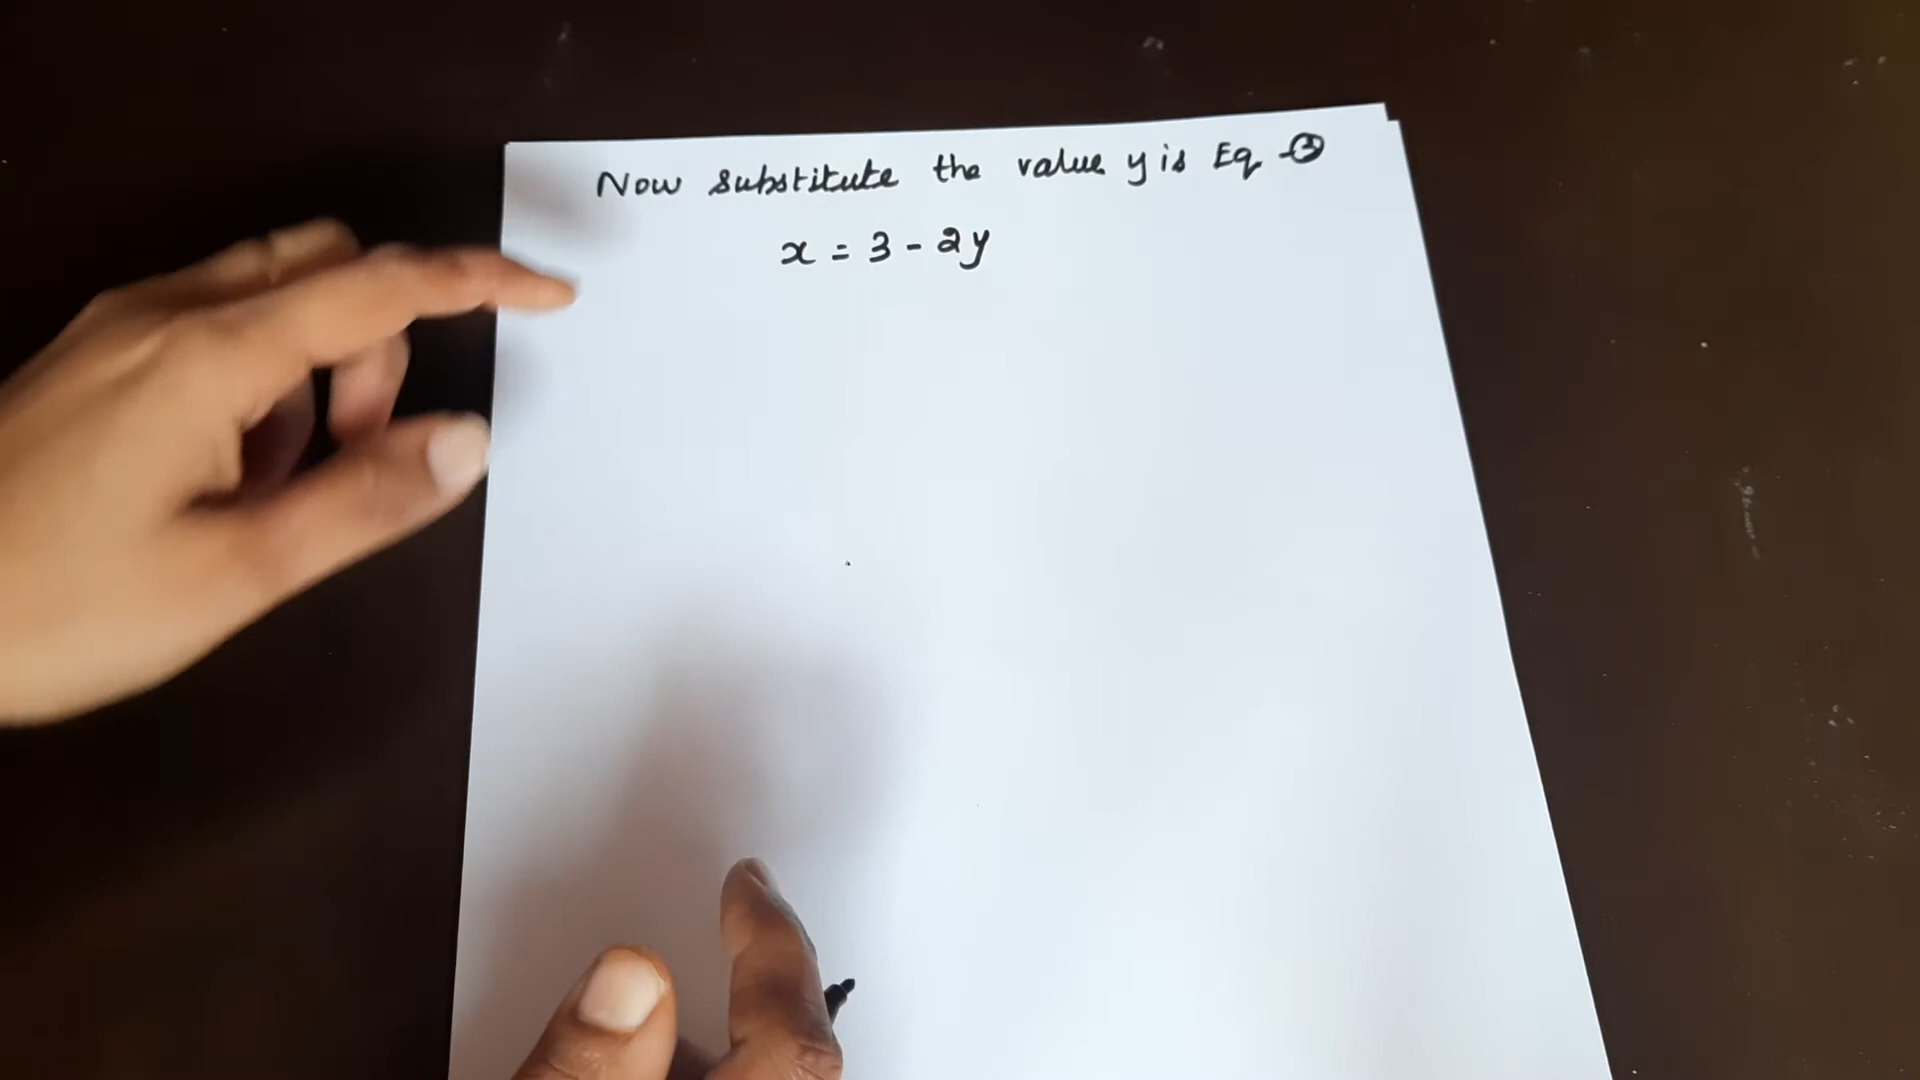 Now substitute the value y is Eq - ③
x = 3 - 2y